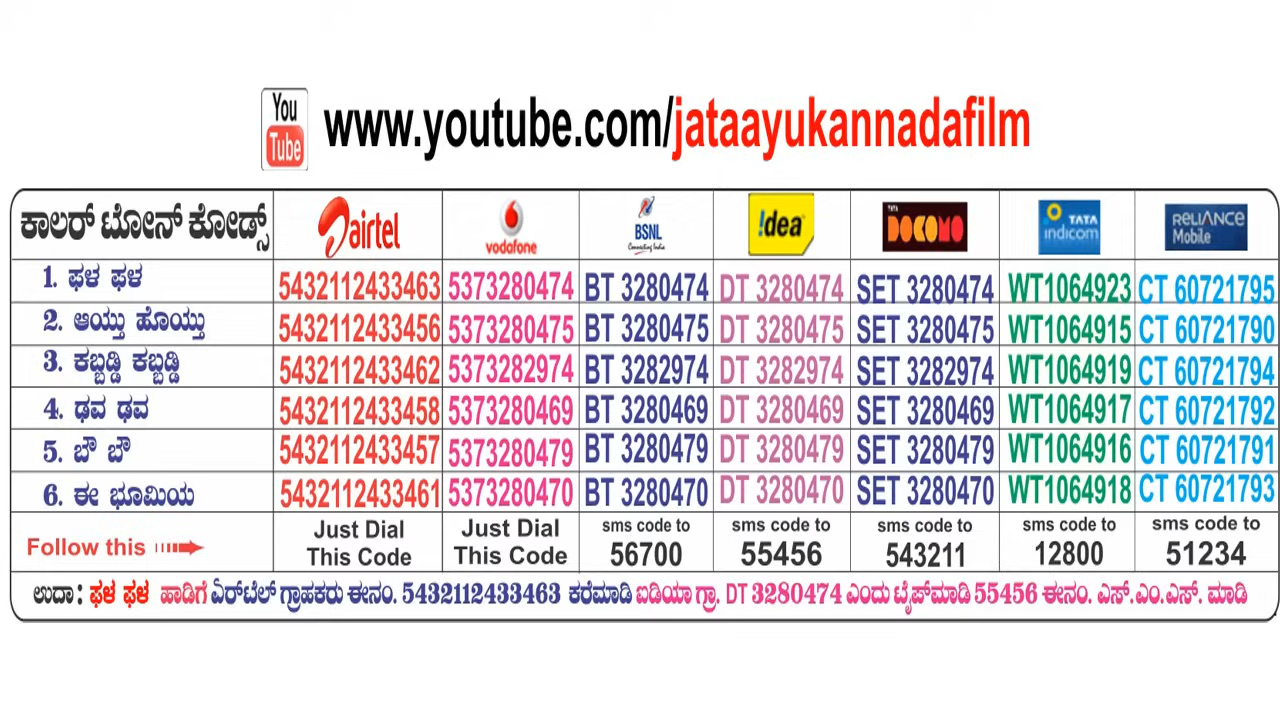 You
Tube
www.youtube.com/jataayukannadafilm
ಕಾಲರ್ ಟೋನ್ ಕೋಡ್ಸ್ airtel vodafone BSNL Connecting India !dea TATA DOCOMO TATA indicom RELIANCE Mobile
1. ಫಳ ಫಳ 5432112433463 5373280474 BT 3280474 DT 3280474 SET 3280474 WT1064923 CT 60721795
2. ಆಯ್ತು ಹೊಯ್ತು 5432112433456 5373280475 BT 3280475 DT 3280475 SET 3280475 WT1064915 CT 60721790
3. ಕಬ್ಬಡ್ಡಿ ಕಬ್ಬಡ್ಡಿ 5432112433462 5373282974 BT 3282974 DT 3282974 SET 3282974 WT1064919 CT 60721794
4. ಢವ ಢವ 5432112433458 5373280469 BT 3280469 DT 3280469 SET 3280469 WT1064917 CT 60721792
5. ಬೌ ಬೌ 5432112433457 5373280479 BT 3280479 DT 3280479 SET 3280479 WT1064916 CT 60721791
6. ಈ ಭೂಮಿಯ 5432112433461 5373280470 BT 3280470 DT 3280470 SET 3280470 WT1064918 CT 60721793
Follow this Just Dial This Code Just Dial This Code sms code to 56700 sms code to 55456 sms code to 543211 sms code to 12800 sms code to 51234
ಉದಾ : ಫಳ ಫಳ ಹಾಡಿಗೆ ಏರ್‌ಟೆಲ್ ಗ್ರಾಹಕರು ಈನಂ. 5432112433463 ಕರೆಮಾಡಿ ಐಡಿಯಾ ಗ್ರಾ. DT 3280474 ಎಂದು ಟೈಪ್‌ಮಾಡಿ 55456 ಈನಂ. ಎಸ್.ಎಂ.ಎಸ್. ಮಾಡಿ